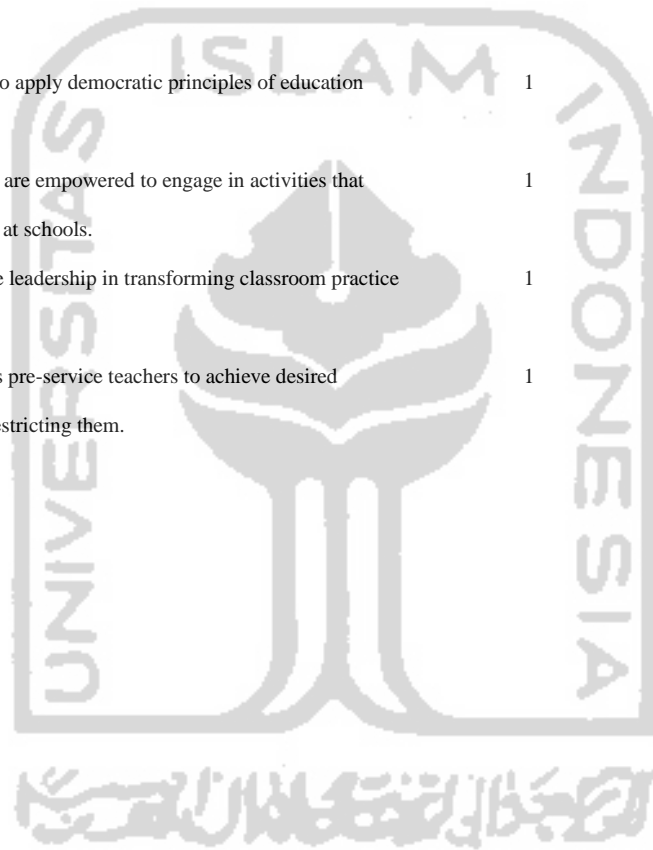 ISLAM
UNIVERSITAS
INDONESIA
o apply democratic principles of education 1
are empowered to engage in activities that 1
at schools.
e leadership in transforming classroom practice 1
s pre-service teachers to achieve desired 1
estricting them.